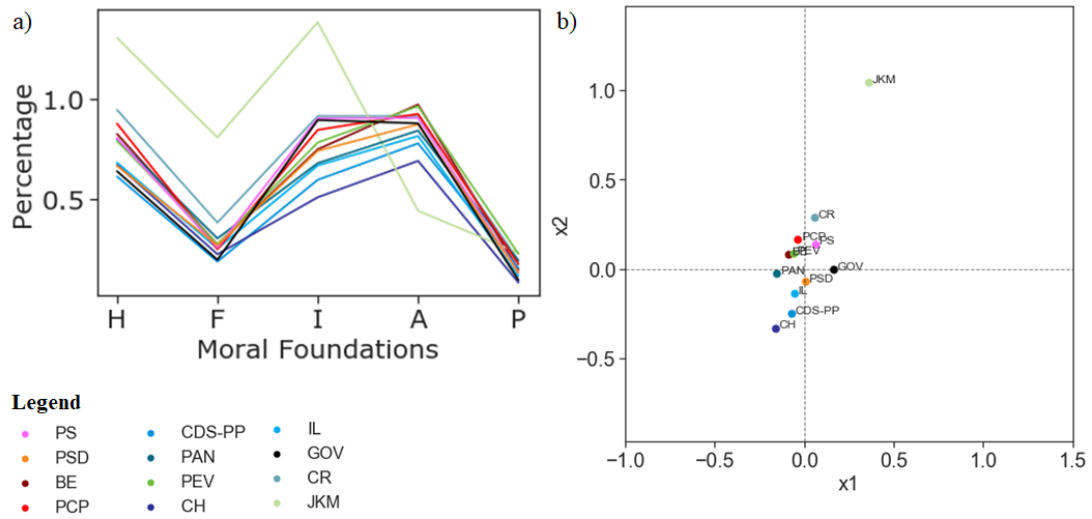 a)
Percentage
1.0
0.5
H F I A P
Moral Foundations
b)
x2
1.0
0.5
0.0
−0.5
−1.0 −0.5 0.0 0.5 1.0 1.5
x1
JKM
CR
PCP
PS
BE
PEV
PAN
GOV
PSD
IL
CDS-PP
CH
Legend
PS
PSD
BE
PCP
CDS-PP
PAN
PEV
CH
IL
GOV
CR
JKM